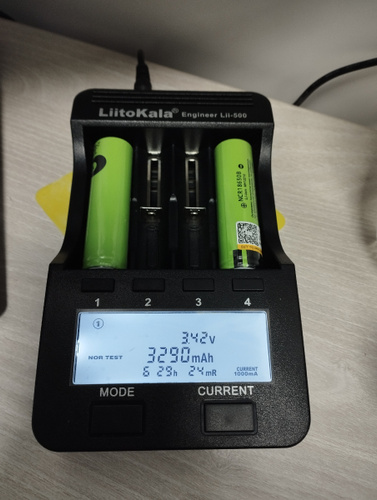 LiitoKala® Engineer Lii-500
NCR18650B
1 2 3 4
1
3.42v
NOR TEST 3290mAh
6 29h 24mR
CURRENT
1000mA
MODE CURRENT